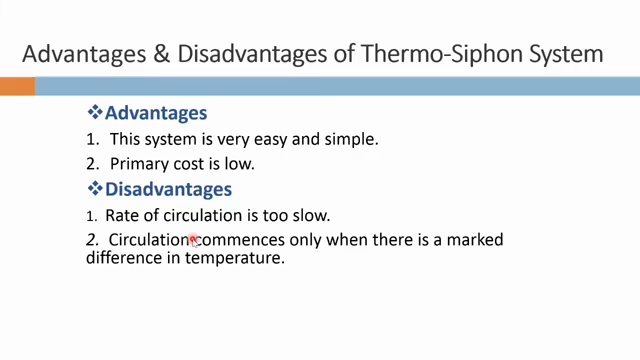 Advantages & Disadvantages of Thermo-Siphon System
❖Advantages
1. This system is very easy and simple.
2. Primary cost is low.
❖Disadvantages
1. Rate of circulation is too slow.
2. Circulation commences only when there is a marked
difference in temperature.